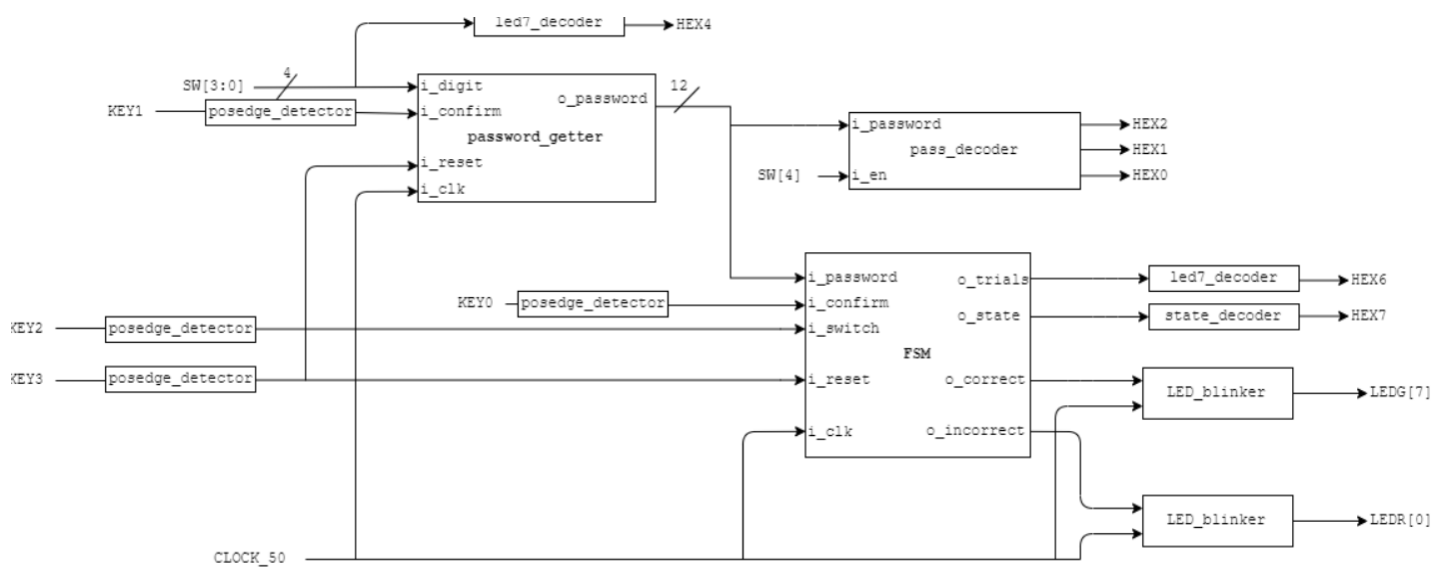 led7_decoder
HEX4
SW[3:0]
4
i_digit
o_password
12
KEY1
posedge_detector
i_confirm
password_getter
i_reset
i_clk
i_password
HEX2
pass_decoder
HEX1
SW[4]
i_en
HEX0
i_password
o_trials
led7_decoder
HEX6
KEY0
posedge_detector
i_confirm
KEY2
posedge_detector
i_switch
o_state
state_decoder
HEX7
FSM
KEY3
posedge_detector
i_reset
o_correct
LED_blinker
LEDG[7]
i_clk
o_incorrect
LED_blinker
LEDR[0]
CLOCK_50